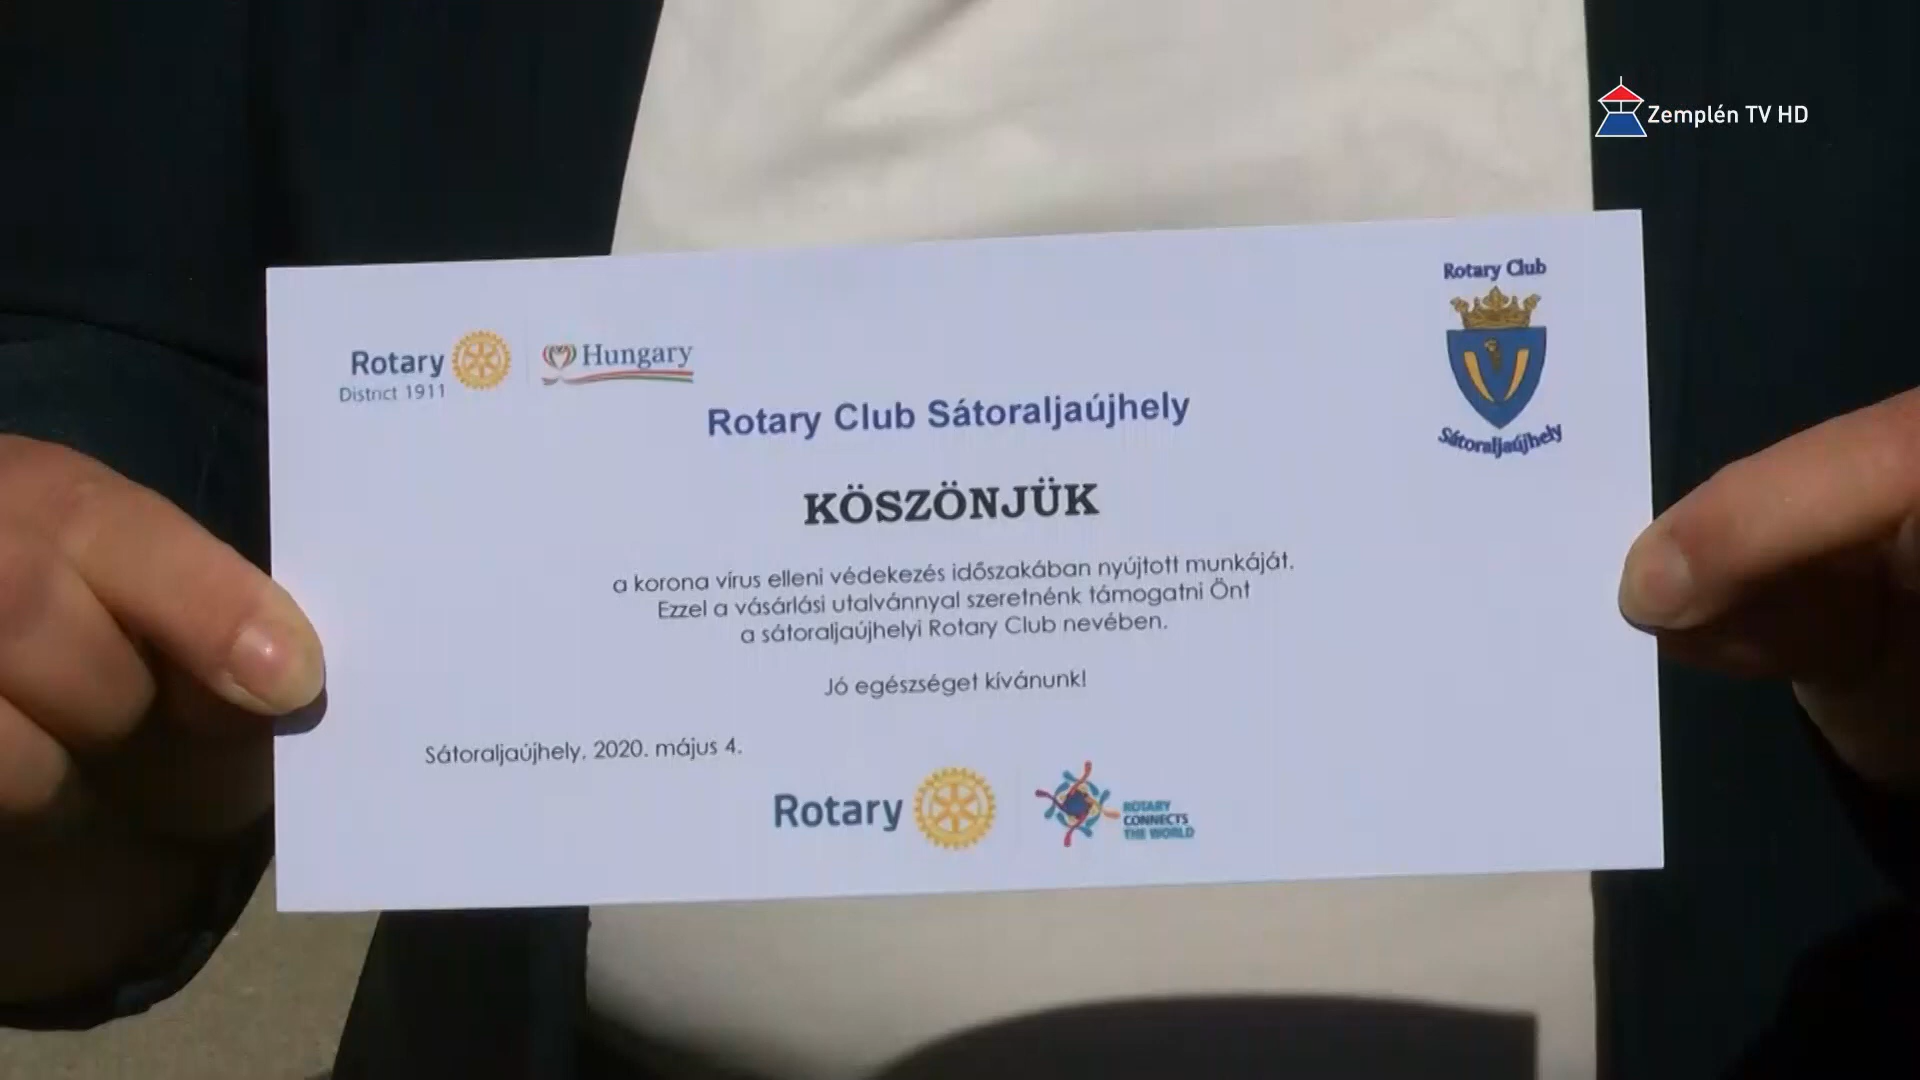 Zemplén TV HD
Rotary Club
Rotary
District 1911
Hungary
Sátoraljaújhely
Rotary Club Sátoraljaújhely
KÖSZÖNJÜK
a korona vírus elleni védekezés időszakában nyújtott munkáját.
Ezzel a vásárlási utalvánnyal szeretnénk támogatni Önt
a sátoraljaújhelyi Rotary Club nevében.
Jó egészséget kívánunk!
Sátoraljaújhely, 2020. május 4.
Rotary
ROTARY
CONNECTS
THE WORLD